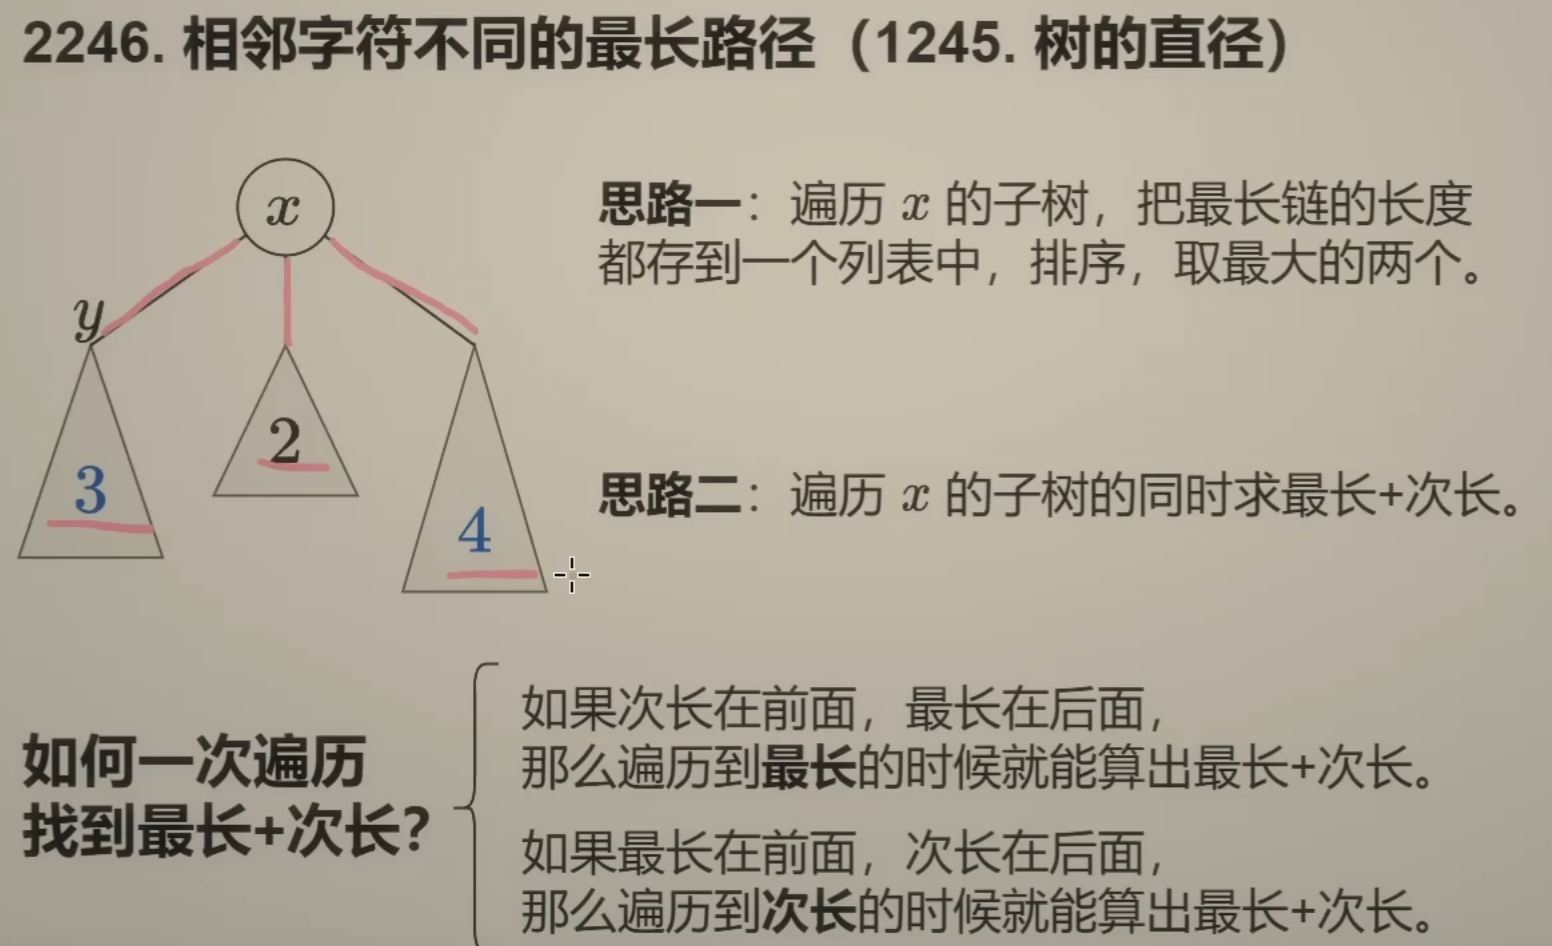 2246. 相邻字符不同的最长路径（1245. 树的直径）
x
y
3
2
4
思路一：遍历 x 的子树，把最长链的长度
都存到一个列表中，排序，取最大的两个。
思路二：遍历 x 的子树的同时求最长+次长。
如何一次遍历
找到最长+次长？
如果次长在前面，最长在后面，
那么遍历到最长的时候就能算出最长+次长。
如果最长在前面，次长在后面，
那么遍历到次长的时候就能算出最长+次长。